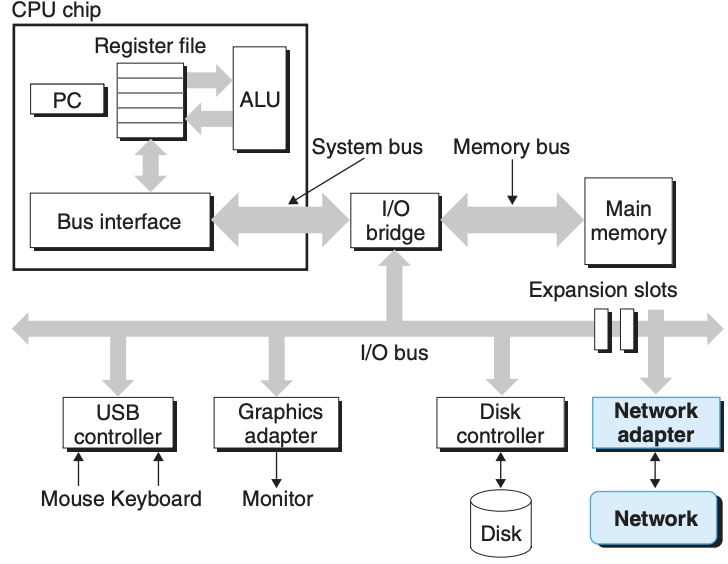 CPU chip
Register file
PC
ALU
System bus
Memory bus
Bus interface
I/O
bridge
Main
memory
Expansion slots
I/O bus
USB
controller
Graphics
adapter
Disk
controller
Network
adapter
Mouse Keyboard
Monitor
Disk
Network